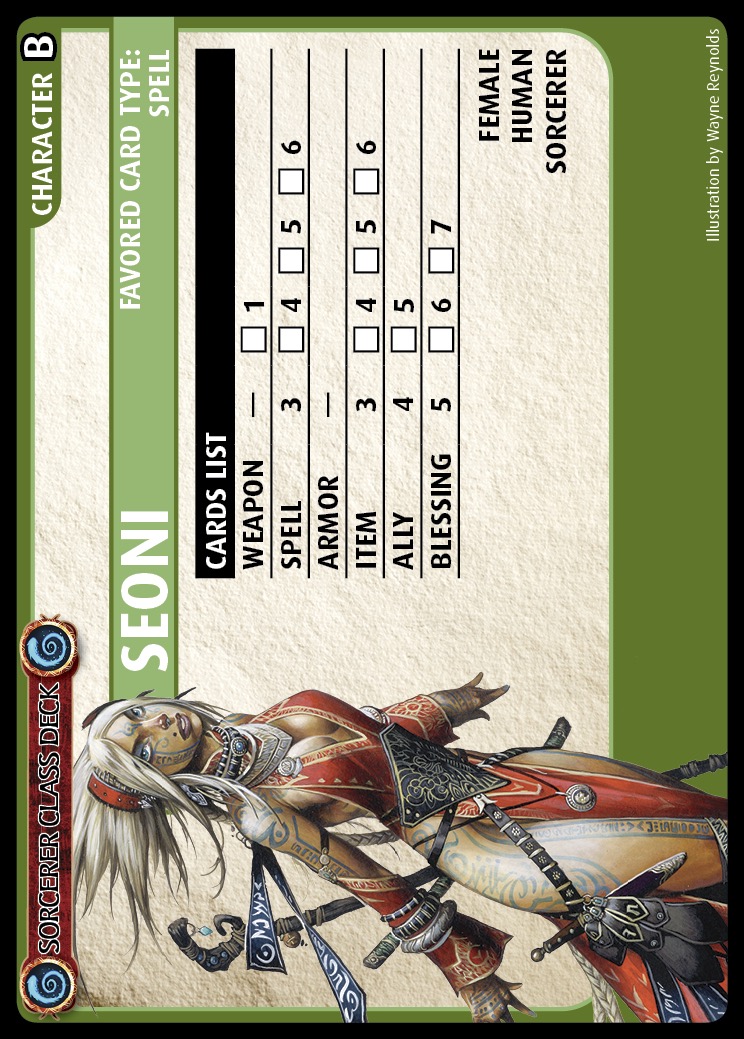 SORCERER CLASS DECK
CHARACTER B
SEONI
FAVORED CARD TYPE:
SPELL
CARDS LIST
WEAPON — ☐ 1
SPELL 3 ☐ 4 ☐ 5 ☐ 6
ARMOR —
ITEM 3 ☐ 4 ☐ 5 ☐ 6
ALLY 4 ☐ 5
BLESSING 5 ☐ 6 ☐ 7
FEMALE
HUMAN
SORCERER
Illustration by Wayne Reynolds